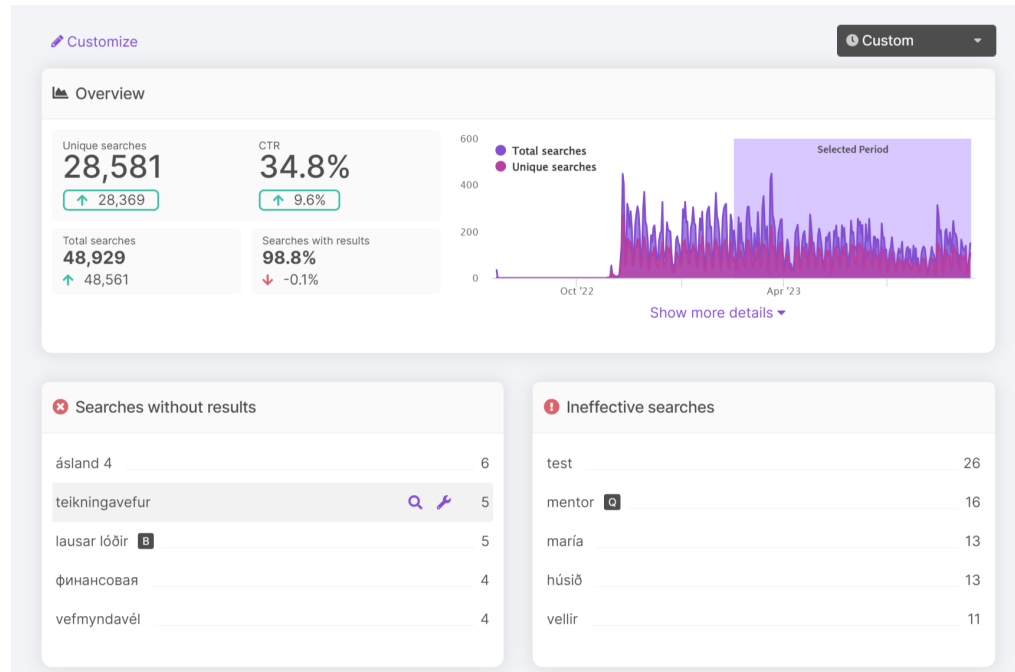 Customize
Custom
Overview
Unique searches
28,581
28,369
CTR
34.8%
9.6%
Total searches
48,929
48,561
Searches with results
98.8%
-0.1%
600
400
200
0
Total searches
Unique searches
Selected Period
Oct '22
Apr '23
Show more details
Searches without results
ásland 4 6
teikningavefur 5
lausar lóðir B 5
финансовая 4
vefmyndavél 4
Ineffective searches
test 26
mentor Q 16
maría 13
húsið 13
vellir 11